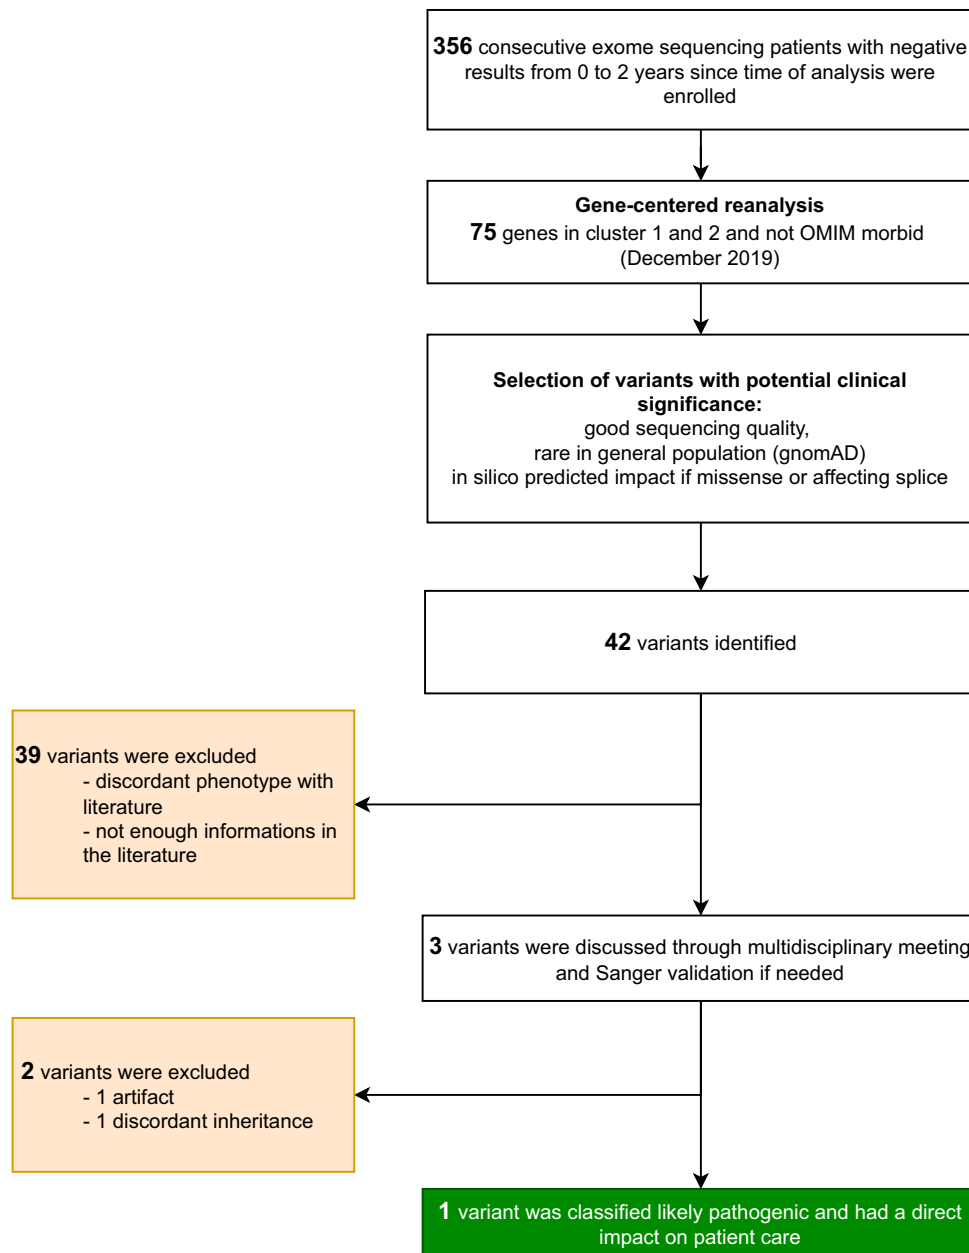 356 consecutive exome sequencing patients with negative
results from 0 to 2 years since time of analysis were
enrolled
Gene-centered reanalysis
75 genes in cluster 1 and 2 and not OMIM morbid
(December 2019)
Selection of variants with potential clinical
significance:
good sequencing quality,
rare in general population (gnomAD)
in silico predicted impact if missense or affecting splice
42 variants identified
39 variants were excluded
- discordant phenotype with
literature
- not enough informations in
the literature
3 variants were discussed through multidisciplinary meeting
and Sanger validation if needed
2 variants were excluded
- 1 artifact
- 1 discordant inheritance
1 variant was classified likely pathogenic and had a direct
impact on patient care